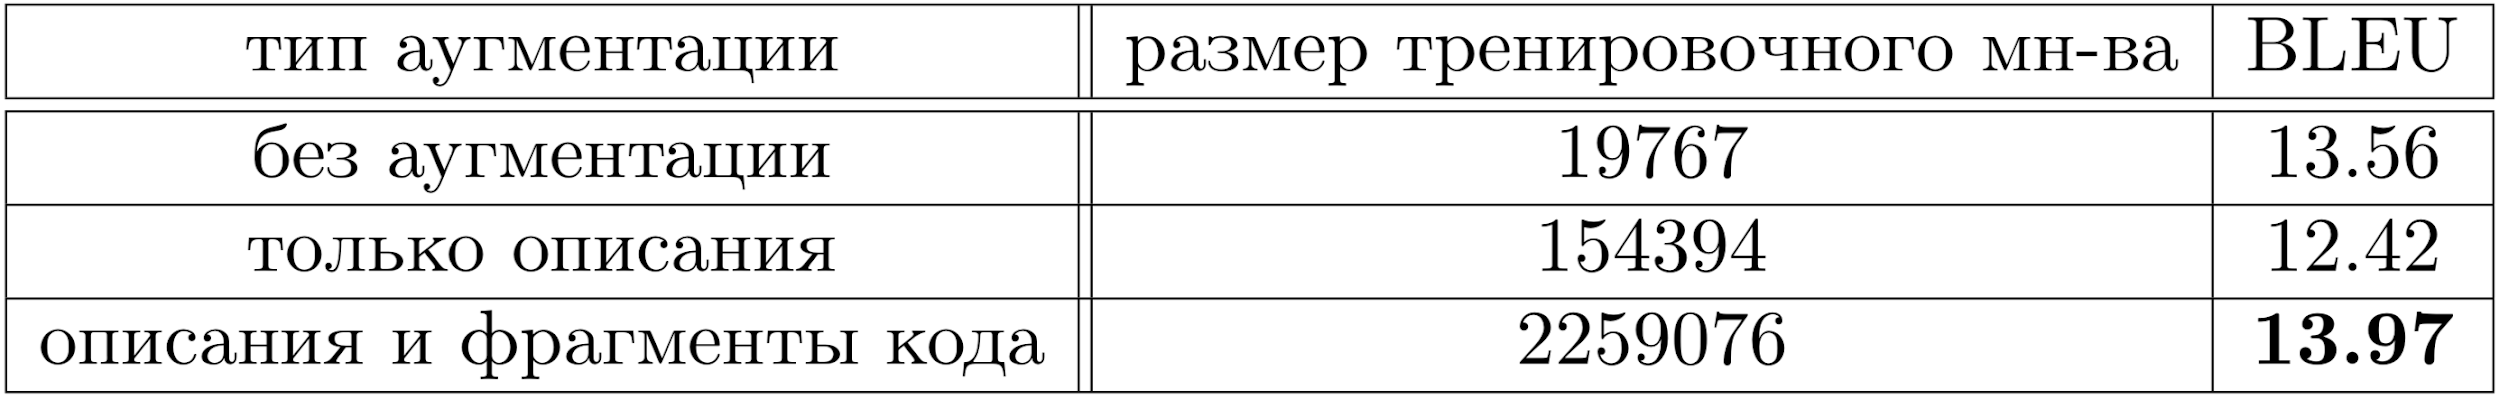 тип аугментации размер тренировочного мн-ва BLEU
без аугментации 19767 13.56
только описания 154394 12.42
описания и фрагменты кода 2259076 13.97